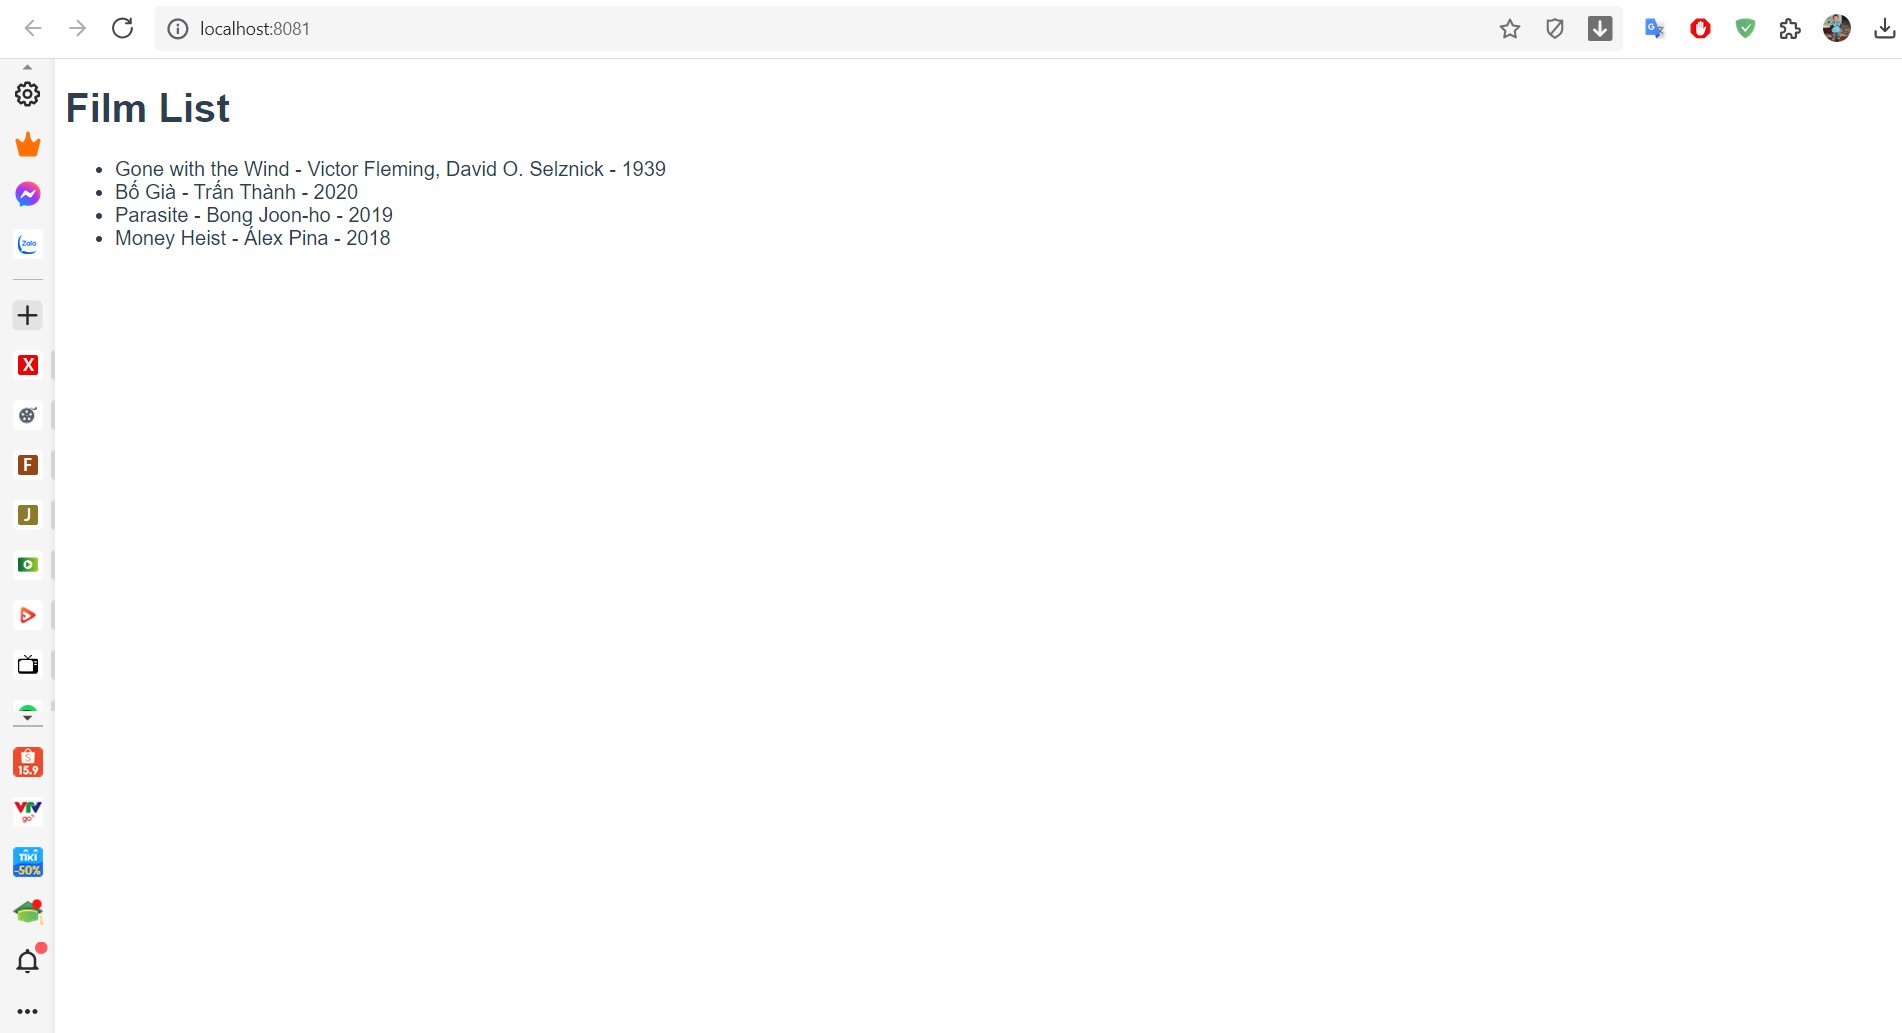 localhost:8081
Film List
Gone with the Wind - Victor Fleming, David O. Selznick - 1939
Bố Già - Trấn Thành - 2020
Parasite - Bong Joon-ho - 2019
Money Heist - Álex Pina - 2018
Zalo
X
F
J
15.9
VTV
go
TIKI
-50%